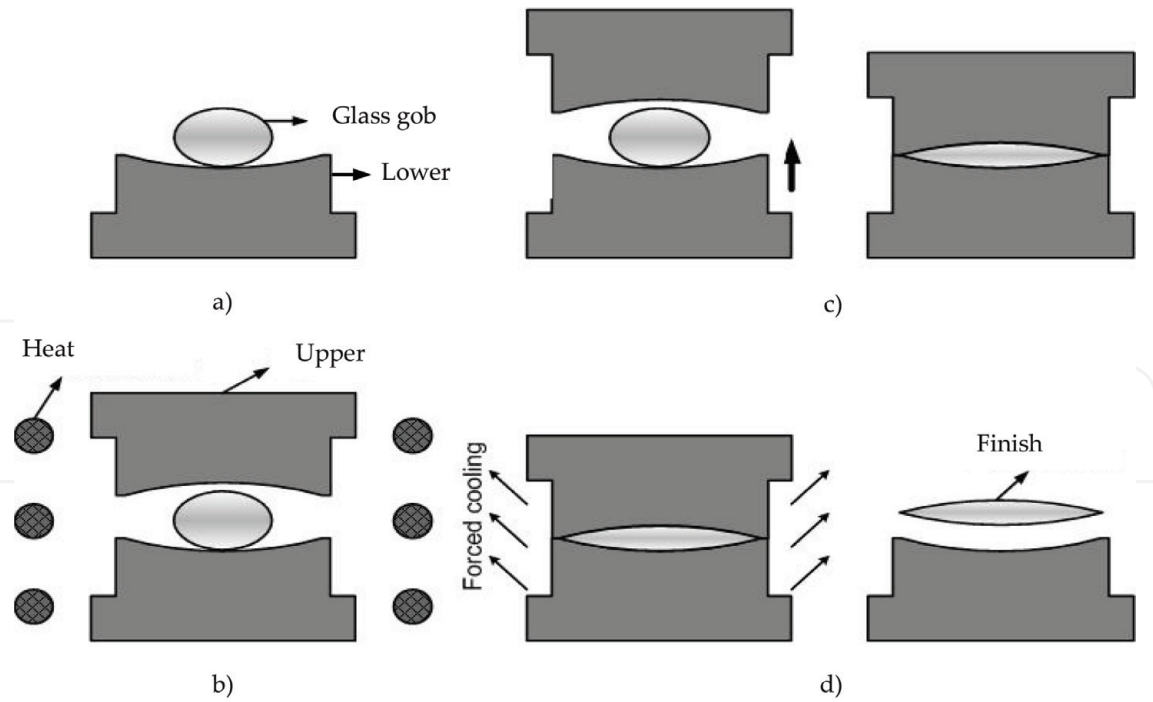 Glass gob
Lower
a)
c)
Heat
Upper
b)
Forced cooling
Finish
d)